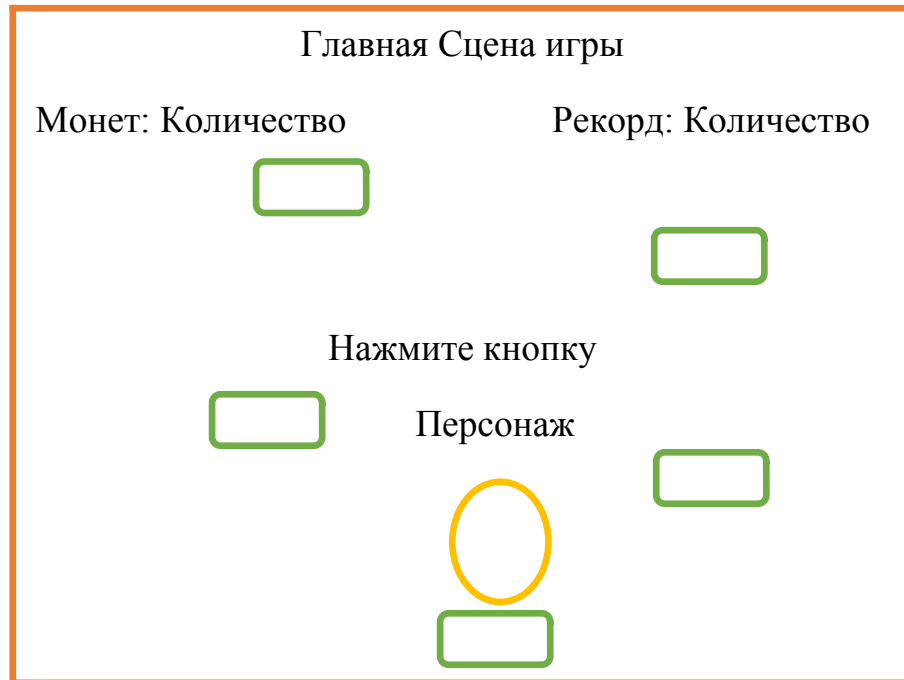 Главная Сцена игры
Монет: Количество Рекорд: Количество
Нажмите кнопку
Персонаж